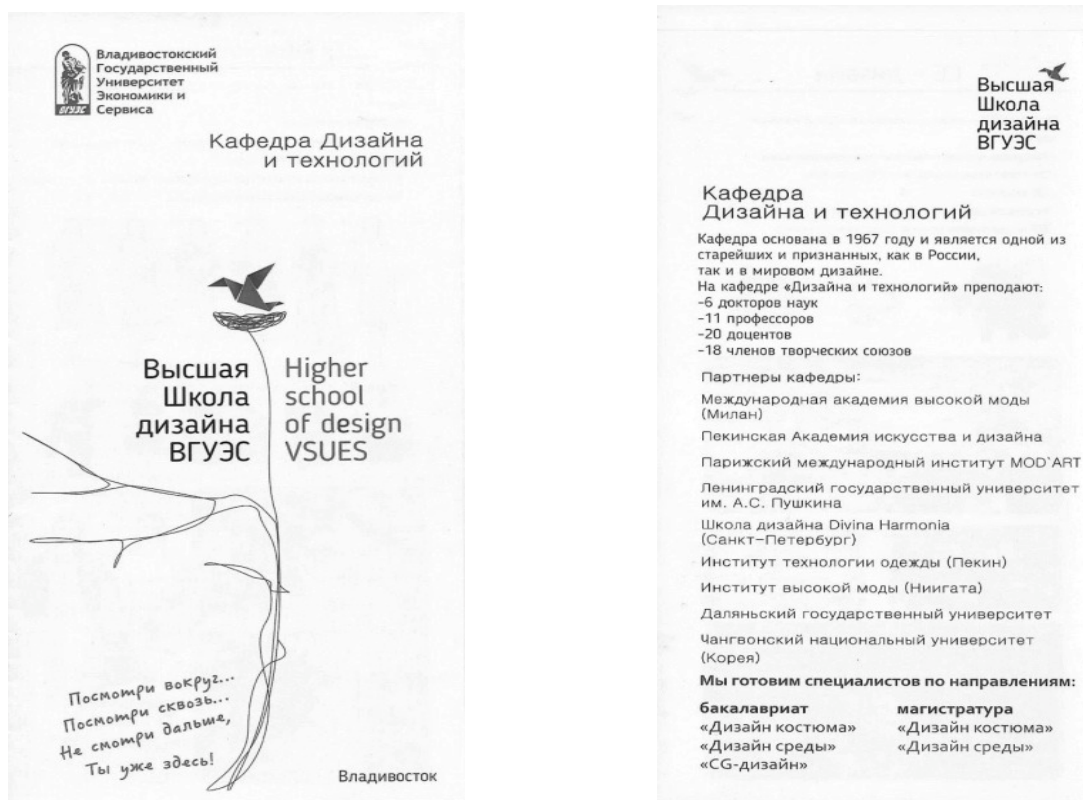 Владивостокский
Государственный
Университет
Экономики и
Сервиса
ВГУЭС
Кафедра Дизайна
и технологий
Высшая
Школа
дизайна
ВГУЭС
Higher
school
of design
VSUES
Посмотри вокруг...
Посмотри сквозь...
Не смотри дальше,
Ты уже здесь!
Владивосток
Высшая
Школа
дизайна
ВГУЭС
Кафедра
Дизайна и технологий
Кафедра основана в 1967 году и является одной из
старейших и признанных, как в России,
так и в мировом дизайне.
На кафедре «Дизайна и технологий» преподают:
-6 докторов наук
-11 профессоров
-20 доцентов
-18 членов творческих союзов
Партнеры кафедры:
Международная академия высокой моды
(Милан)
Пекинская Академия искусства и дизайна
Парижский международный институт MOD`ART
Ленинградский государственный университет
им. А.С. Пушкина
Школа дизайна Divina Harmonia
(Санкт-Петербург)
Институт технологии одежды (Пекин)
Институт высокой моды (Ниигата)
Даляньский государственный университет
Чангвонский национальный университет
(Корея)
Мы готовим специалистов по направлениям:
бакалавриат
«Дизайн костюма»
«Дизайн среды»
«CG-дизайн»
магистратура
«Дизайн костюма»
«Дизайн среды»